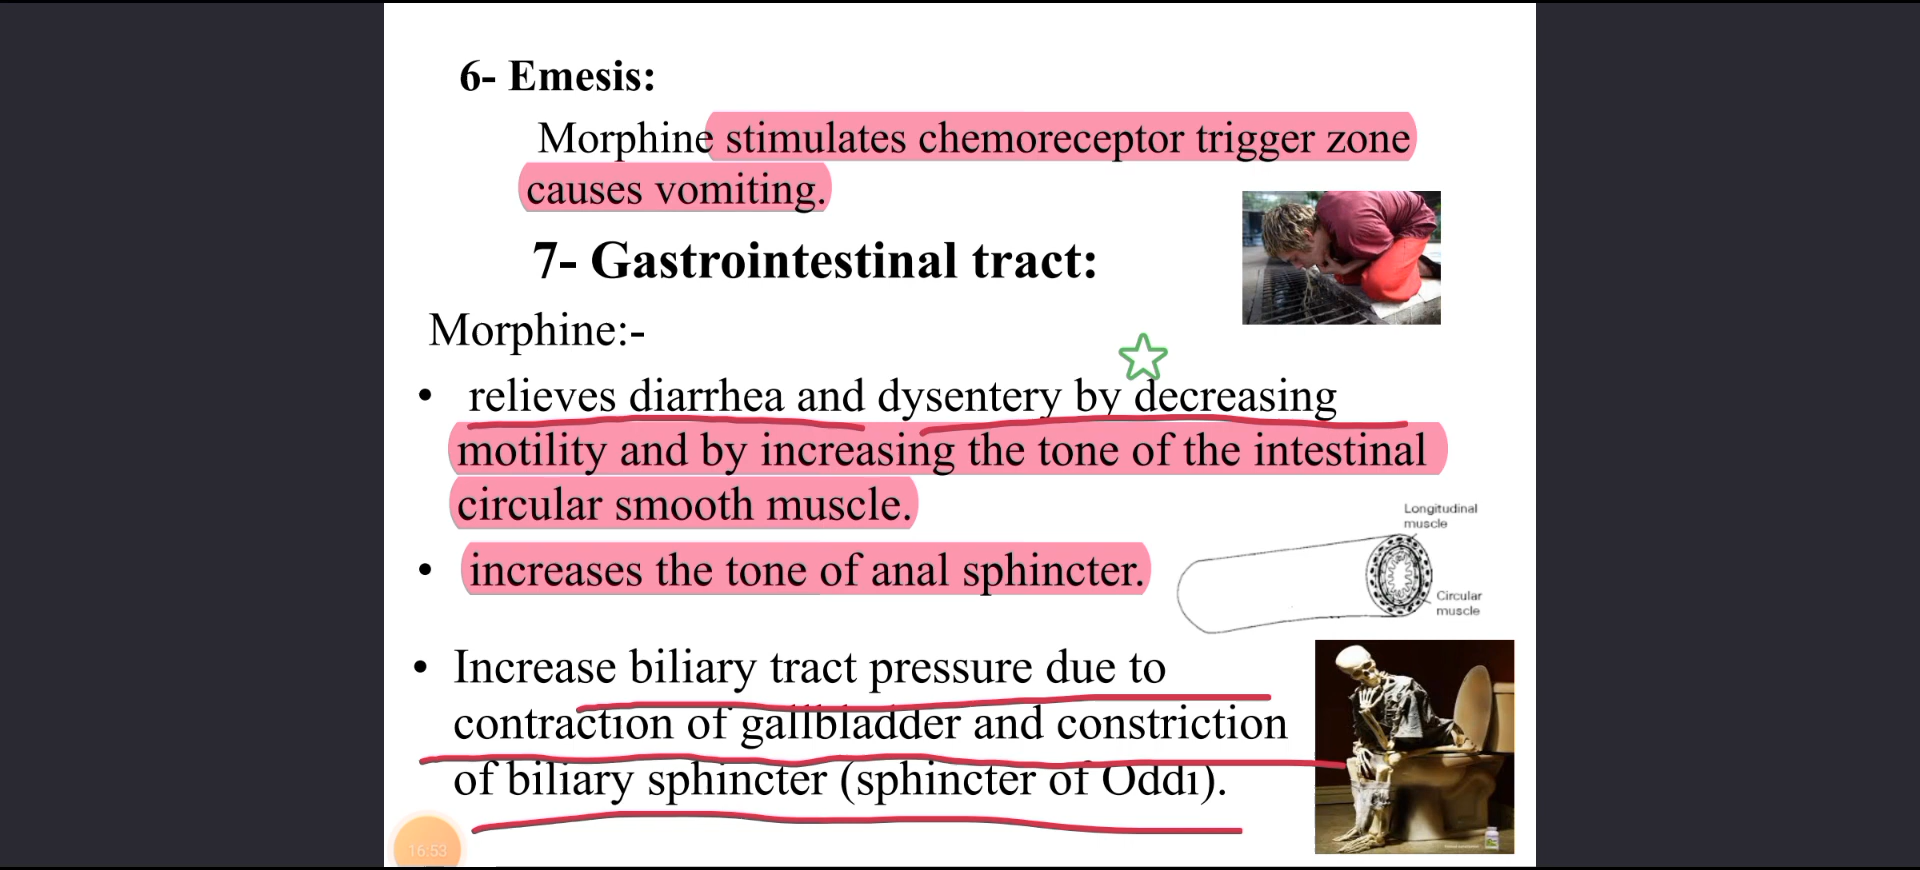 6- Emesis:
Morphine stimulates chemoreceptor trigger zone
causes vomiting.
7- Gastrointestinal tract:
Morphine:-
• relieves diarrhea and dysentery by decreasing
motility and by increasing the tone of the intestinal
circular smooth muscle.
• increases the tone of anal sphincter.
Longitudinal
muscle
Circular
muscle
• Increase biliary tract pressure due to
contraction of gallbladder and constriction
of biliary sphincter (sphincter of Oddi).
16:53